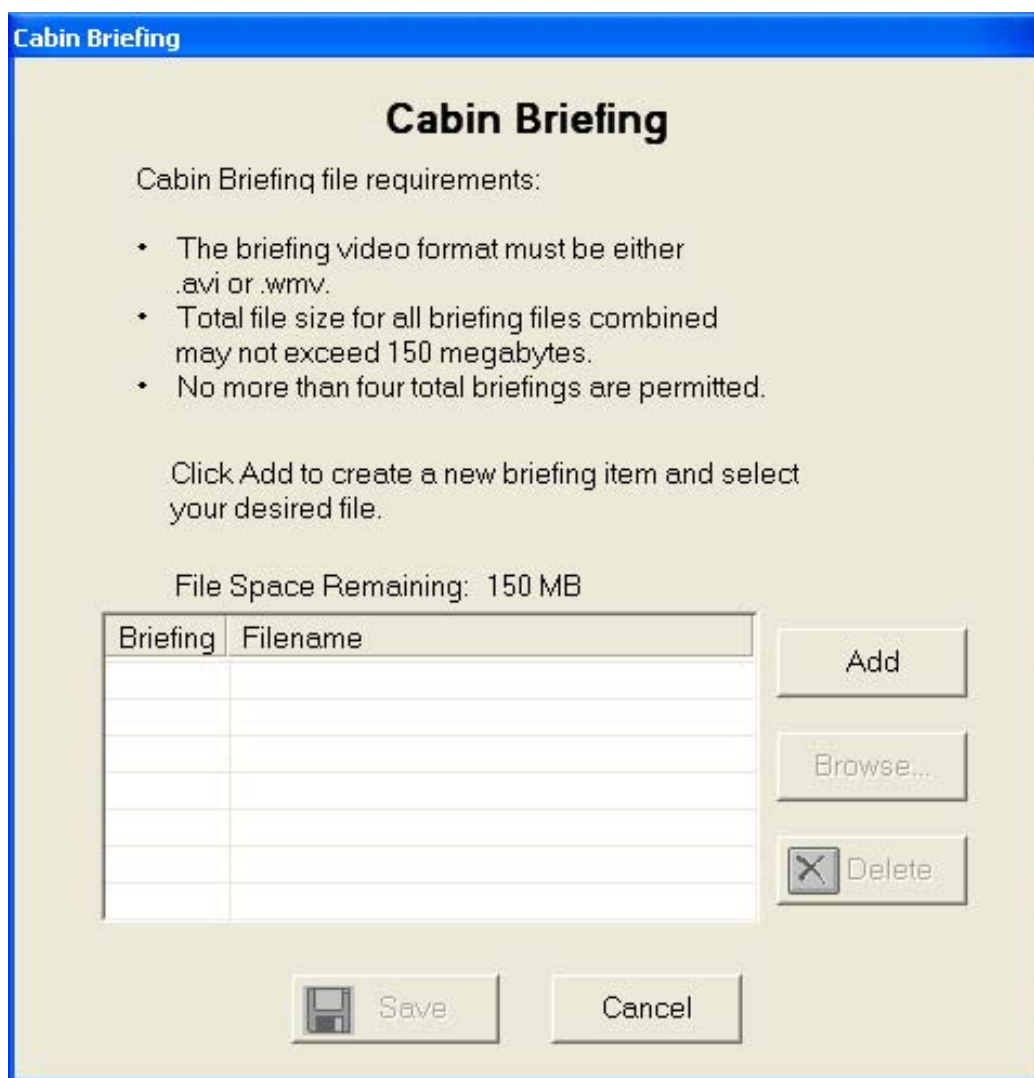 Cabin Briefing
Cabin Briefing
Cabin Briefing file requirements:
• The briefing video format must be either
.avi or .wmv.
• Total file size for all briefing files combined
may not exceed 150 megabytes.
• No more than four total briefings are permitted.
Click Add to create a new briefing item and select
your desired file.
File Space Remaining: 150 MB
Briefing Filename
Add
Browse...
Delete
Save Cancel